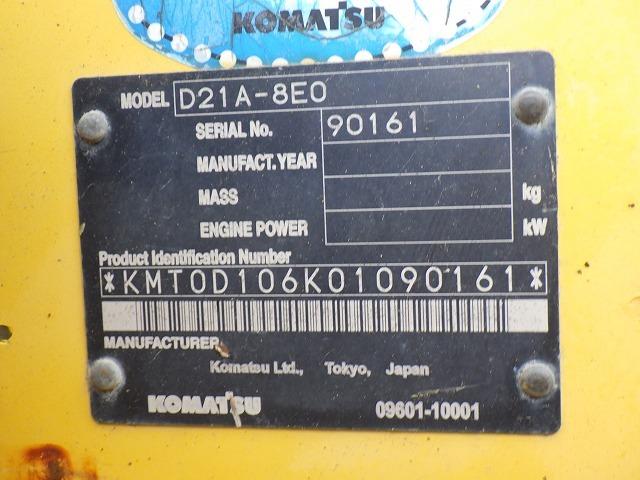 KOMATSU
MODEL D21A-8E0
SERIAL No. 90161
MANUFACT. YEAR
MASS kg
ENGINE POWER kW
Product Identification Number
*KMT0D106K01090161*
MANUFACTURER
Komatsu Ltd., Tokyo, Japan
KOMATSU 09601-10001